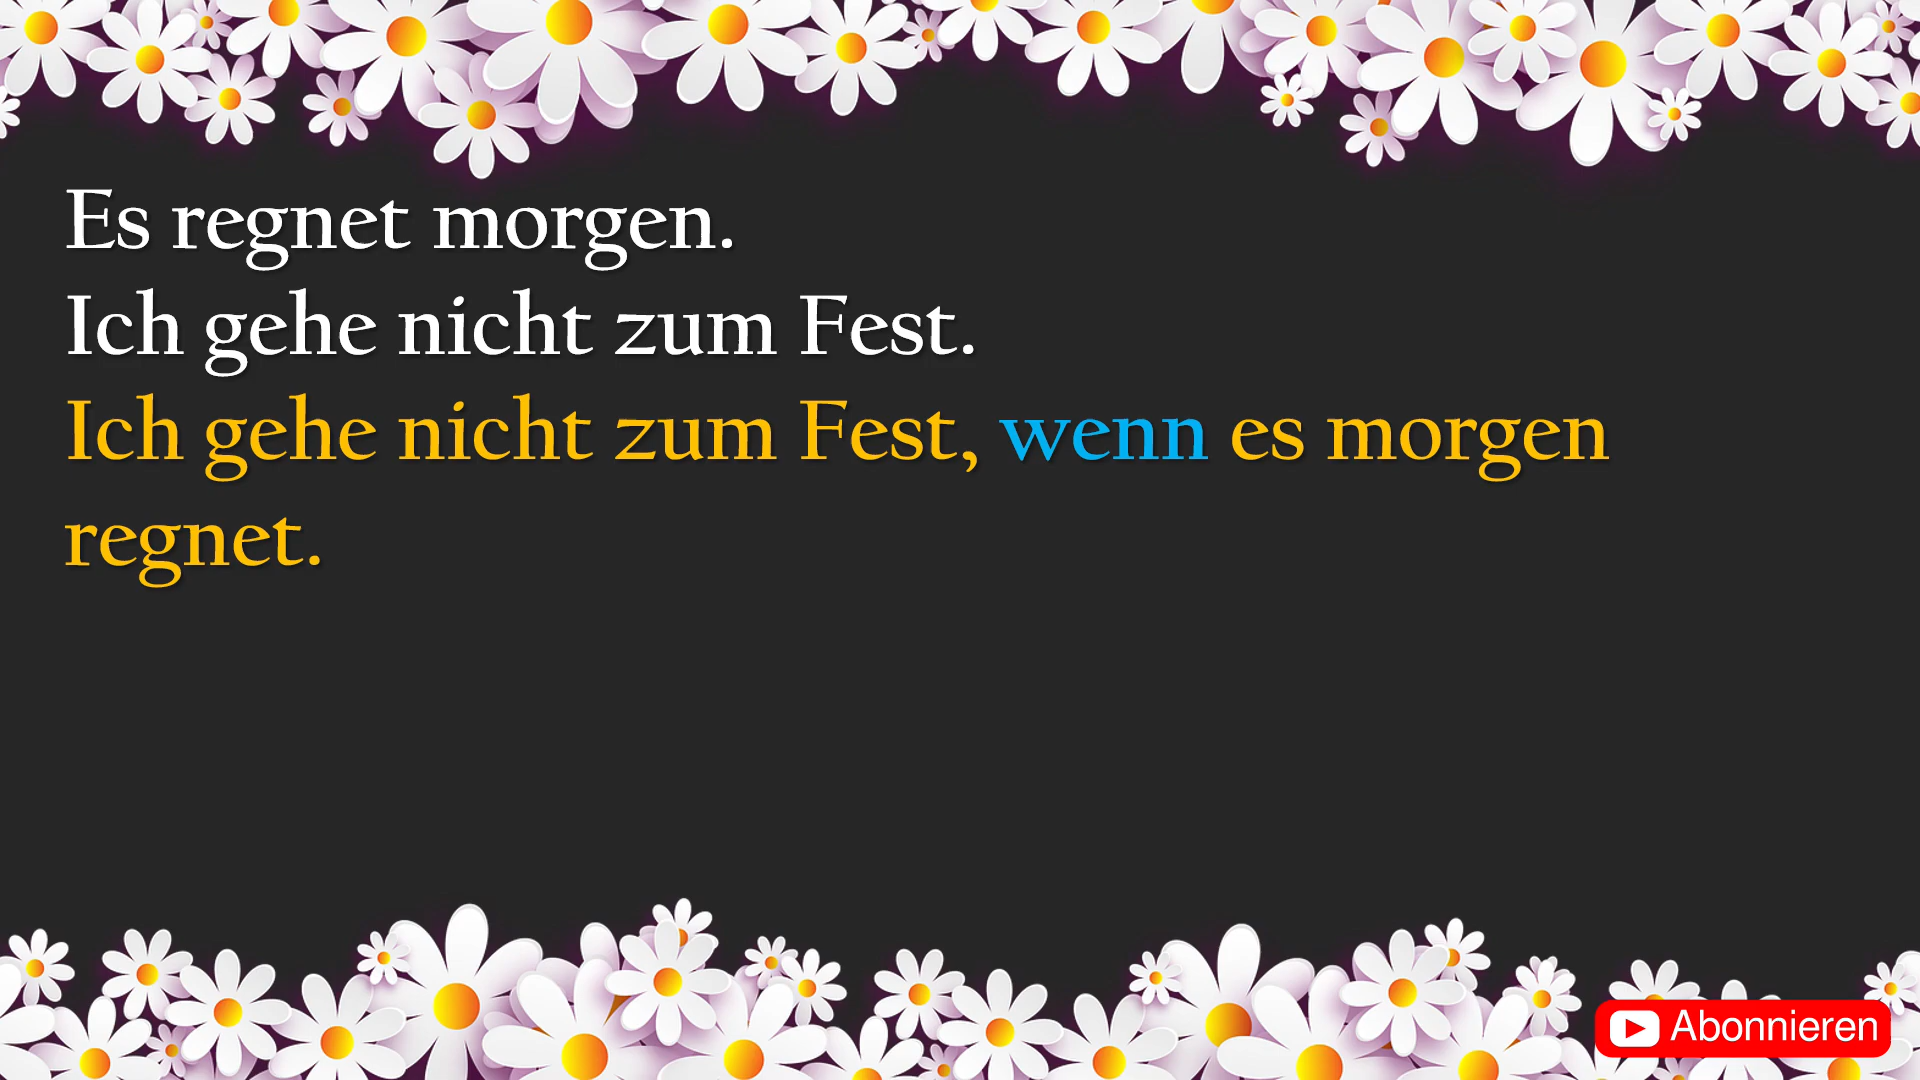 Es regnet morgen.
Ich gehe nicht zum Fest.
Ich gehe nicht zum Fest, wenn es morgen
regnet.
Abonnieren